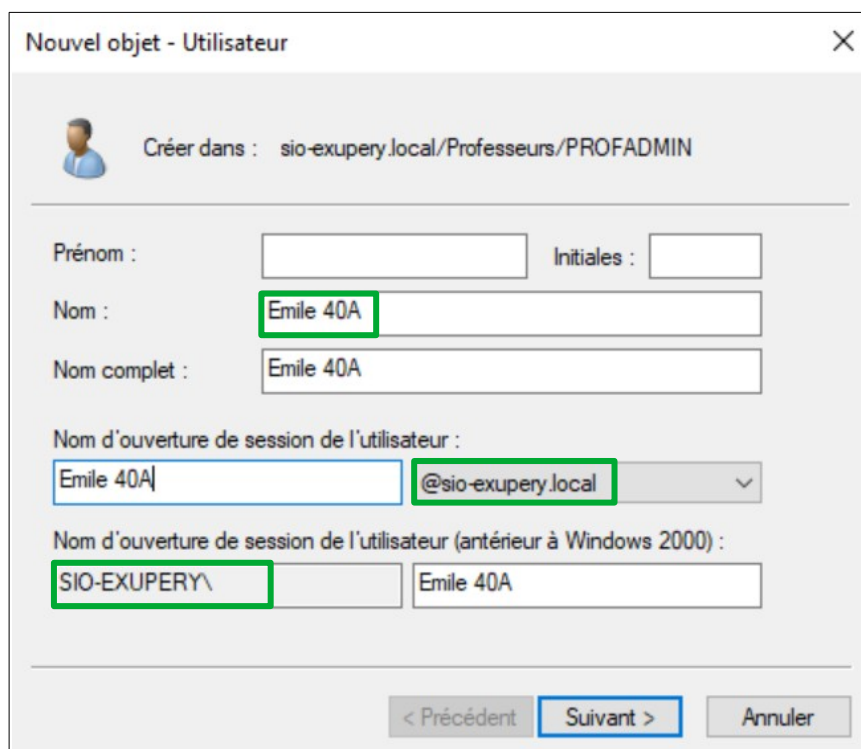 Nouvel objet - Utilisateur
Créer dans : sio-exupery.local/Professeurs/PROFADMIN
Prénom : Initiales :
Nom : Emile 40A
Nom complet : Emile 40A
Nom d'ouverture de session de l'utilisateur :
Emile 40A @sio-exupery.local
Nom d'ouverture de session de l'utilisateur (antérieur à Windows 2000) :
SIO-EXUPERY\ Emile 40A
< Précédent Suivant > Annuler